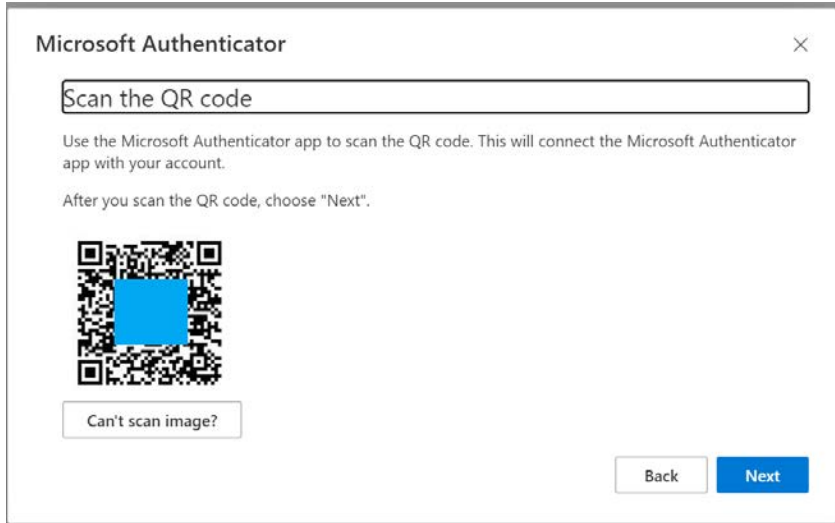 Microsoft Authenticator
Scan the QR code
Use the Microsoft Authenticator app to scan the QR code. This will connect the Microsoft Authenticator
app with your account.
After you scan the QR code, choose "Next".
Can't scan image?
Back Next